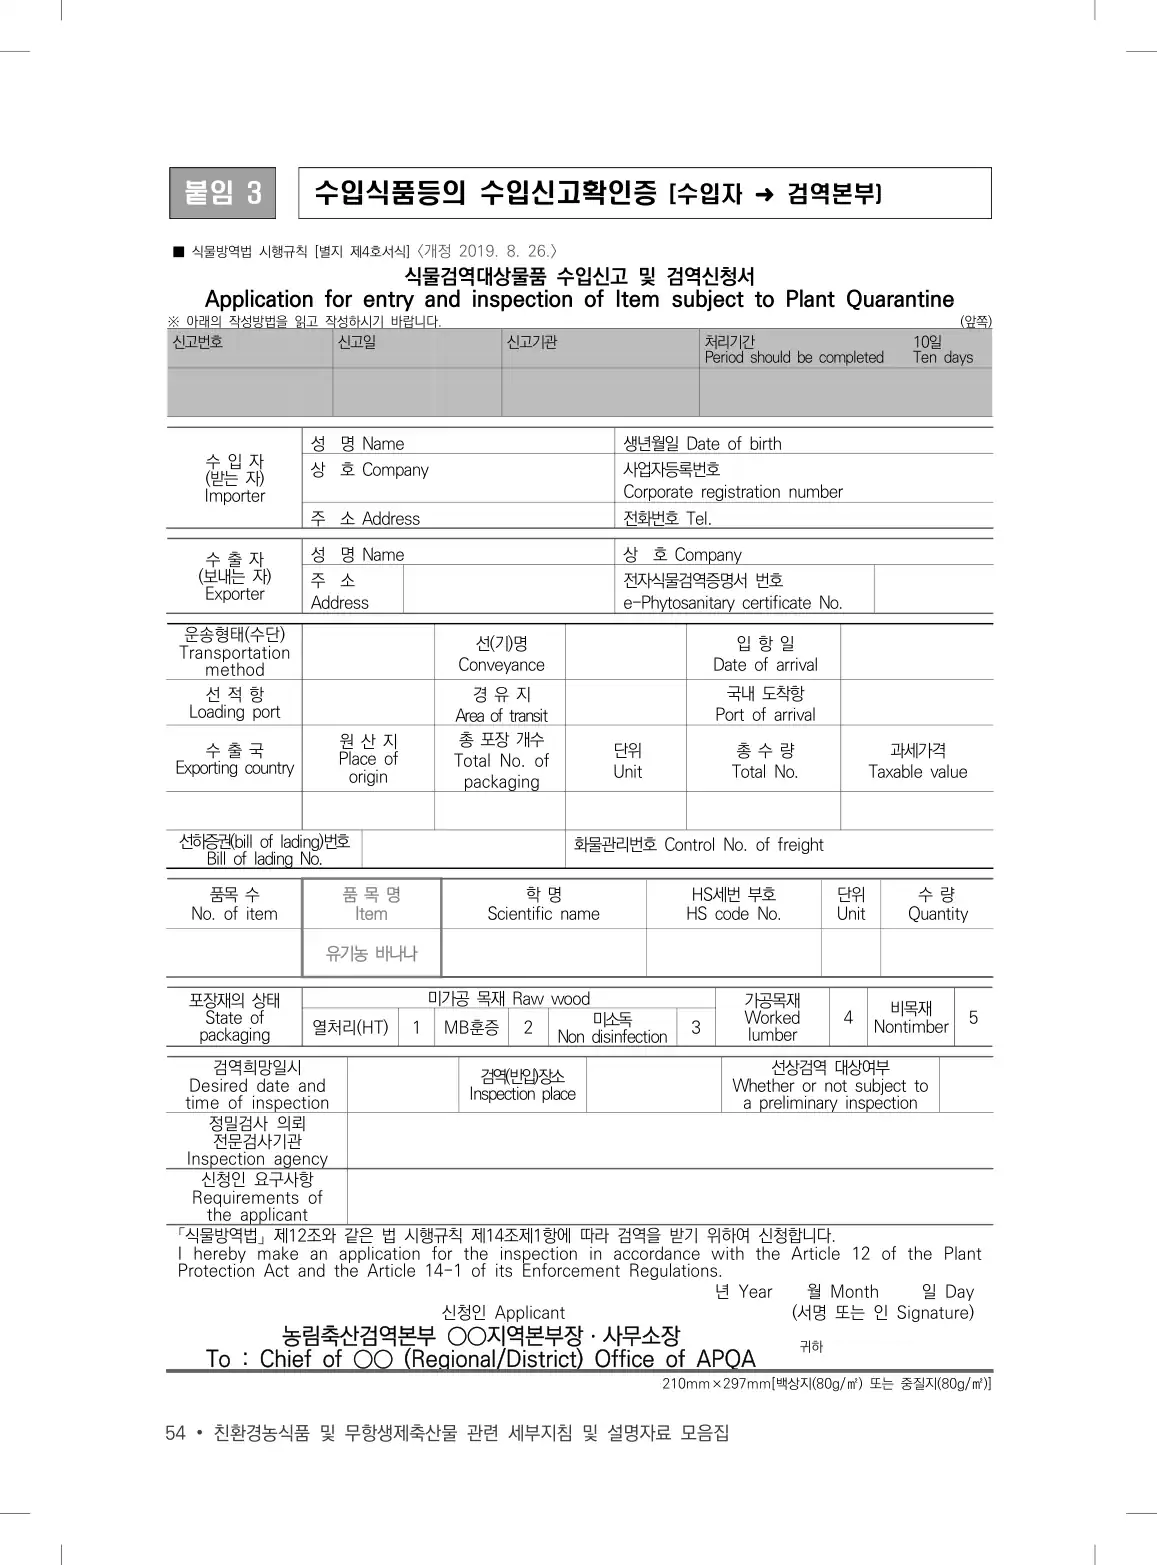 붙임 3
수입식품등의 수입신고확인증 [수입자 ➜ 검역본부]
■ 식물방역법 시행규칙 [별지 제4호서식] 〈개정 2019. 8. 26.〉
식물검역대상물품 수입신고 및 검역신청서
Application for entry and inspection of Item subject to Plant Quarantine
※ 아래의 작성방법을 읽고 작성하시기 바랍니다. (앞쪽)
신고번호 신고일 신고기관 처리기간 10일
Period should be completed Ten days
수 입 자
(받는 자)
Importer
성 명 Name 생년월일 Date of birth
상 호 Company 사업자등록번호
Corporate registration number
주 소 Address 전화번호 Tel.
수 출 자
(보내는 자)
Exporter
성 명 Name 상 호 Company
주 소
Address
전자식물검역증명서 번호
e-Phytosanitary certificate No.
운송형태(수단)
Transportation
method
선(기)명
Conveyance
입 항 일
Date of arrival
선 적 항
Loading port
경 유 지
Area of transit
국내 도착항
Port of arrival
수 출 국
Exporting country
원 산 지
Place of
origin
총 포장 개수
Total No. of
packaging
단위
Unit
총 수 량
Total No.
과세가격
Taxable value
선하증권(bill of lading)번호
Bill of lading No.
화물관리번호 Control No. of freight
품목 수
No. of item
품 목 명
Item
학 명
Scientific name
HS세번 부호
HS code No.
단위
Unit
수 량
Quantity
유기농 바나나
포장재의 상태
State of
packaging
미가공 목재 Raw wood
열처리(HT) 1 MB훈증 2
미소독
Non disinfection
3
가공목재
Worked
lumber
4
비목재
Nontimber
5
검역희망일시
Desired date and
time of inspection
검역(반입)장소
Inspection place
선상검역 대상여부
Whether or not subject to
a preliminary inspection
정밀검사 의뢰
전문검사기관
Inspection agency
신청인 요구사항
Requirements of
the applicant
「식물방역법」 제12조와 같은 법 시행규칙 제14조제1항에 따라 검역을 받기 위하여 신청합니다.
I hereby make an application for the inspection in accordance with the Article 12 of the Plant
Protection Act and the Article 14-1 of its Enforcement Regulations.
년 Year 월 Month 일 Day
신청인 Applicant (서명 또는 인 Signature)
농림축산검역본부 ○○지역본부장·사무소장
귀하
To : Chief of ○○ (Regional/District) Office of APQA
210mm×297mm[백상지(80g/㎡) 또는 중질지(80g/㎡)]
54 • 친환경농식품 및 무항생제축산물 관련 세부지침 및 설명자료 모음집